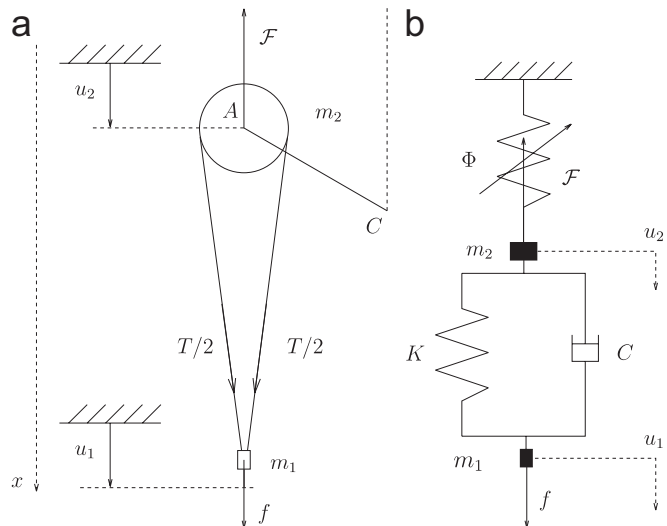 a
b
ℱ
u₂
A
m₂
Φ
ℱ
C
m₂
u₂
T/2
T/2
K
C
u₁
m₁
x
f
m₁
u₁
f